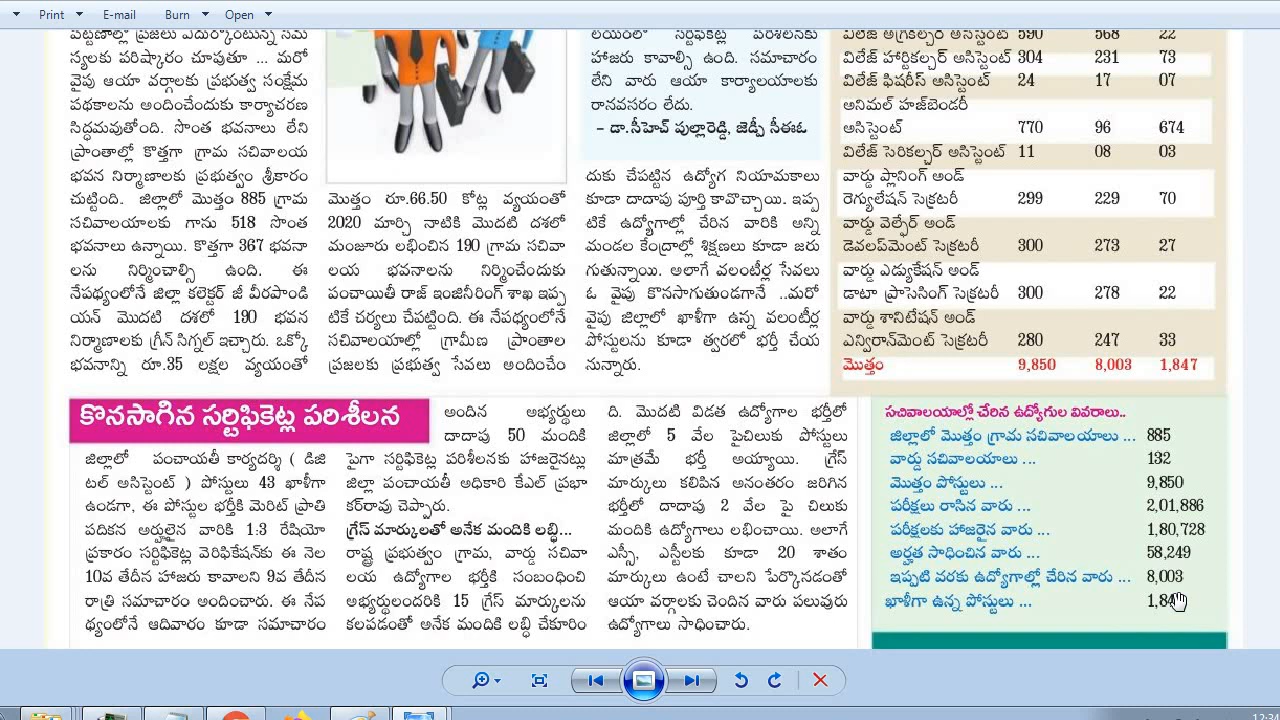 Print
E-mail
Burn
Open
పట్టణాల్లో ప్రజలు ఎదుర్కొంటున్న సమ
స్యలకు పరిష్కారం చూపుతూ ... మరో
వైపు ఆయా వర్గాలకు ప్రభుత్వ సంక్షేమ
పథకాలను అందించేందుకు కార్యాచరణ
సిద్ధమవుతోంది. సొంత భవనాలు లేని
ప్రాంతాల్లో కొత్తగా గ్రామ సచివాలయ
భవన నిర్మాణాలకు ప్రభుత్వం శ్రీకారం
చుట్టింది. జిల్లాలో మొత్తం 885 గ్రామ
సచివాలయాలకు గాను 518 సొంత
భవనాలు ఉన్నాయి. కొత్తగా 367 భవనా
లను నిర్మించాల్సి ఉంది. ఈ
నేపథ్యంలోనే జిల్లా కలెక్టర్ జీ వీరపాండి
యన్ మొదటి దశలో 190 భవన
నిర్మాణాలకు గ్రీన్ సిగ్నల్ ఇచ్చారు. ఒక్కో
భవనాన్ని రూ.35 లక్షల వ్యయంతో
మొత్తం రూ.66.50 కోట్ల వ్యయంతో
2020 మార్చి నాటికి మొదటి దశలో
మంజూరు లభించిన 190 గ్రామ సచివా
లయ భవనాలను నిర్మించేందుకు
పంచాయితీ రాజ్ ఇంజినీరింగ్ శాఖ ఇప్ప
టికే చర్యలు చేపట్టింది. ఈ నేపథ్యంలోనే
సచివాలయాల్లో గ్రామీణ ప్రాంతాల
ప్రజలకు ప్రభుత్వ సేవలు అందించేం
లయంలో సర్టిఫికెట్ల పరిశీలనకు
హాజరు కావాల్సి ఉంది. సమాచారం
లేని వారు ఆయా కార్యాలయాలకు
రానవసరం లేదు.
– డా.సీహెచ్ పుల్లారెడ్డి, జెడ్పీ సీఈఓ
దుకు చేపట్టిన ఉద్యోగ నియామకాలు
కూడా దాదాపు పూర్తి కావొచ్చాయి. ఇప్ప
టికే ఉద్యోగాల్లో చేరిన వారికి అన్ని
మండల కేంద్రాల్లో శిక్షణలు కూడా జరు
గుతున్నాయి. అలాగే వలంటీర్ల సేవలు
ఓ వైపు కొనసాగుతుండగానే ..మరో
వైపు జిల్లాలో ఖాళీగా ఉన్న వలంటీర్ల
పోస్టులను కూడా త్వరలో భర్తీ చేయ
నున్నారు.
విలేజ్ అగ్రికల్చర్ అసిస్టెంట్ 590 568 22
విలేజ్ హార్టికల్చర్ అసిస్టెంట్ 304 231 73
విలేజ్ ఫిషరీస్ అసిస్టెంట్ 24 17 07
అనిమల్ హజ్‌బెండరీ
అసిస్టెంట్ 770 96 674
విలేజ్ సెరికల్చర్ అసిస్టెంట్ 11 08 03
వార్డు ప్లానింగ్ అండ్
రెగ్యులేషన్ సెక్రటరీ 299 229 70
వార్డు వెల్ఫేర్ అండ్
డెవలప్‌మెంట్ సెక్రటరీ 300 273 27
వార్డు ఎడ్యుకేషన్ అండ్
డాటా ప్రాసెసింగ్ సెక్రటరీ 300 278 22
వార్డు శానిటేషన్ అండ్
ఎన్విరాన్‌మెంట్ సెక్రటరీ 280 247 33
మొత్తం 9,850 8,003 1,847
కొనసాగిన సర్టిఫికెట్ల పరిశీలన
జిల్లాలో పంచాయతీ కార్యదర్శి ( డిజి
టల్ అసిస్టెంట్ ) పోస్టులు 43 ఖాళీగా
ఉండగా, ఈ పోస్టుల భర్తీకి మెరిట్ ప్రాతి
పదికన అర్హులైన వారికి 1:3 రేషియో
ప్రకారం సర్టిఫికెట్ల వెరిఫికేషన్‌కు ఈ నెల
10వ తేదీన హాజరు కావాలని 9వ తేదీన
రాత్రి సమాచారం అందించారు. ఈ నేప
థ్యంలోనే ఆదివారం కూడా సమాచారం
అందిన అభ్యర్థులు
దాదాపు 50 మందికి
పైగా సర్టిఫికెట్ల పరిశీలనకు హాజరైనట్లు
జిల్లా పంచాయతీ అధికారి కేఎల్ ప్రభా
కర్‌రావు చెప్పారు.
గ్రేస్ మార్కులతో అనేక మందికి లబ్ధి...
రాష్ట్ర ప్రభుత్వం గ్రామ, వార్డు సచివా
లయ ఉద్యోగాల భర్తీకి సంబంధించి
అభ్యర్థులందరికి 15 గ్రేస్ మార్కులను
కలపడంతో అనేక మందికి లబ్ధి చేకూరిం
ది. మొదటి విడత ఉద్యోగాల భర్తీలో
జిల్లాలో 5 వేల పైచిలుకు పోస్టులు
మాత్రమే భర్తీ అయ్యాయి. గ్రేస్
మార్కులు కలిపిన అనంతరం జరిగిన
భర్తీలో దాదాపు 2 వేల పై చిలుకు
మందికి ఉద్యోగాలు లభించాయి. అలాగే
ఎస్సీ, ఎస్టీలకు కూడా 20 శాతం
మార్కులు ఉంటే చాలని పేర్కొనడంతో
ఆయా వర్గాలకు చెందిన వారు పలువురు
ఉద్యోగాలు సాధించారు.
సచివాలయాల్లో చేరిన ఉద్యోగుల వివరాలు..
జిల్లాలో మొత్తం గ్రామ సచివాలయాలు ... 885
వార్డు సచివాలయాలు ... 132
మొత్తం పోస్టులు ... 9,850
పరీక్షలు రాసిన వారు ... 2,01,886
పరీక్షలకు హాజరైన వారు ... 1,80,728
అర్హత సాధించిన వారు ... 58,249
ఇప్పటి వరకు ఉద్యోగాల్లో చేరిన వారు ... 8,003
ఖాళీగా ఉన్న పోస్టులు ...